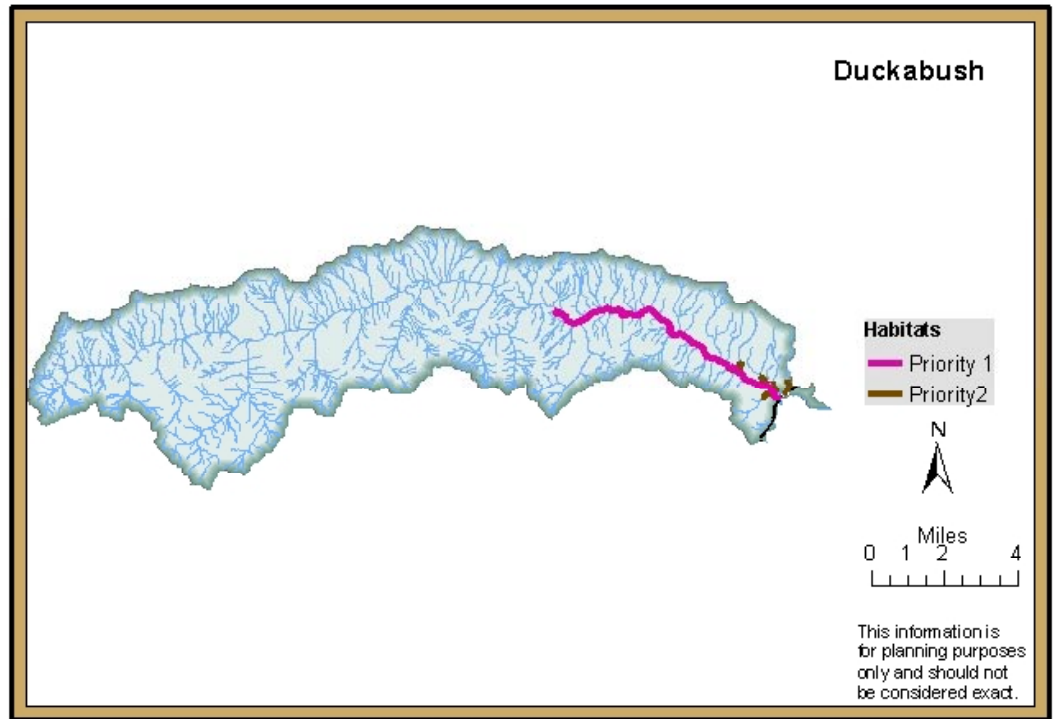 Duckabush
Habitats
Priority 1
Priority2
N
Miles
0 1 2 4
This information is
for planning purposes
only and should not
be considered exact.